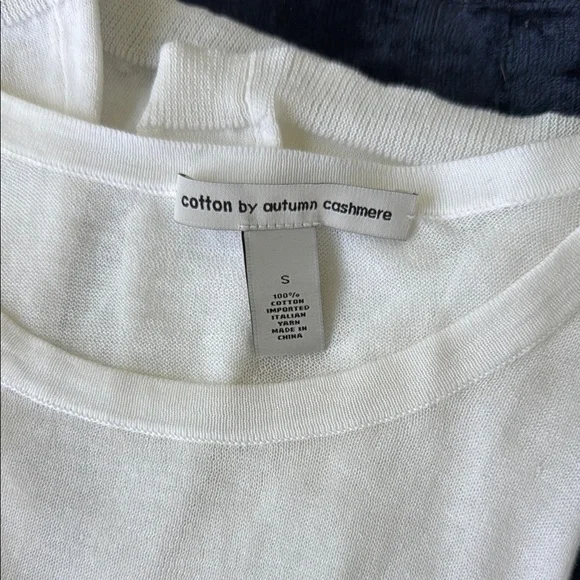 cotton by autumn cashmere
S
100%
COTTON
IMPORTED
ITALIAN
YARN
MADE IN
CHINA